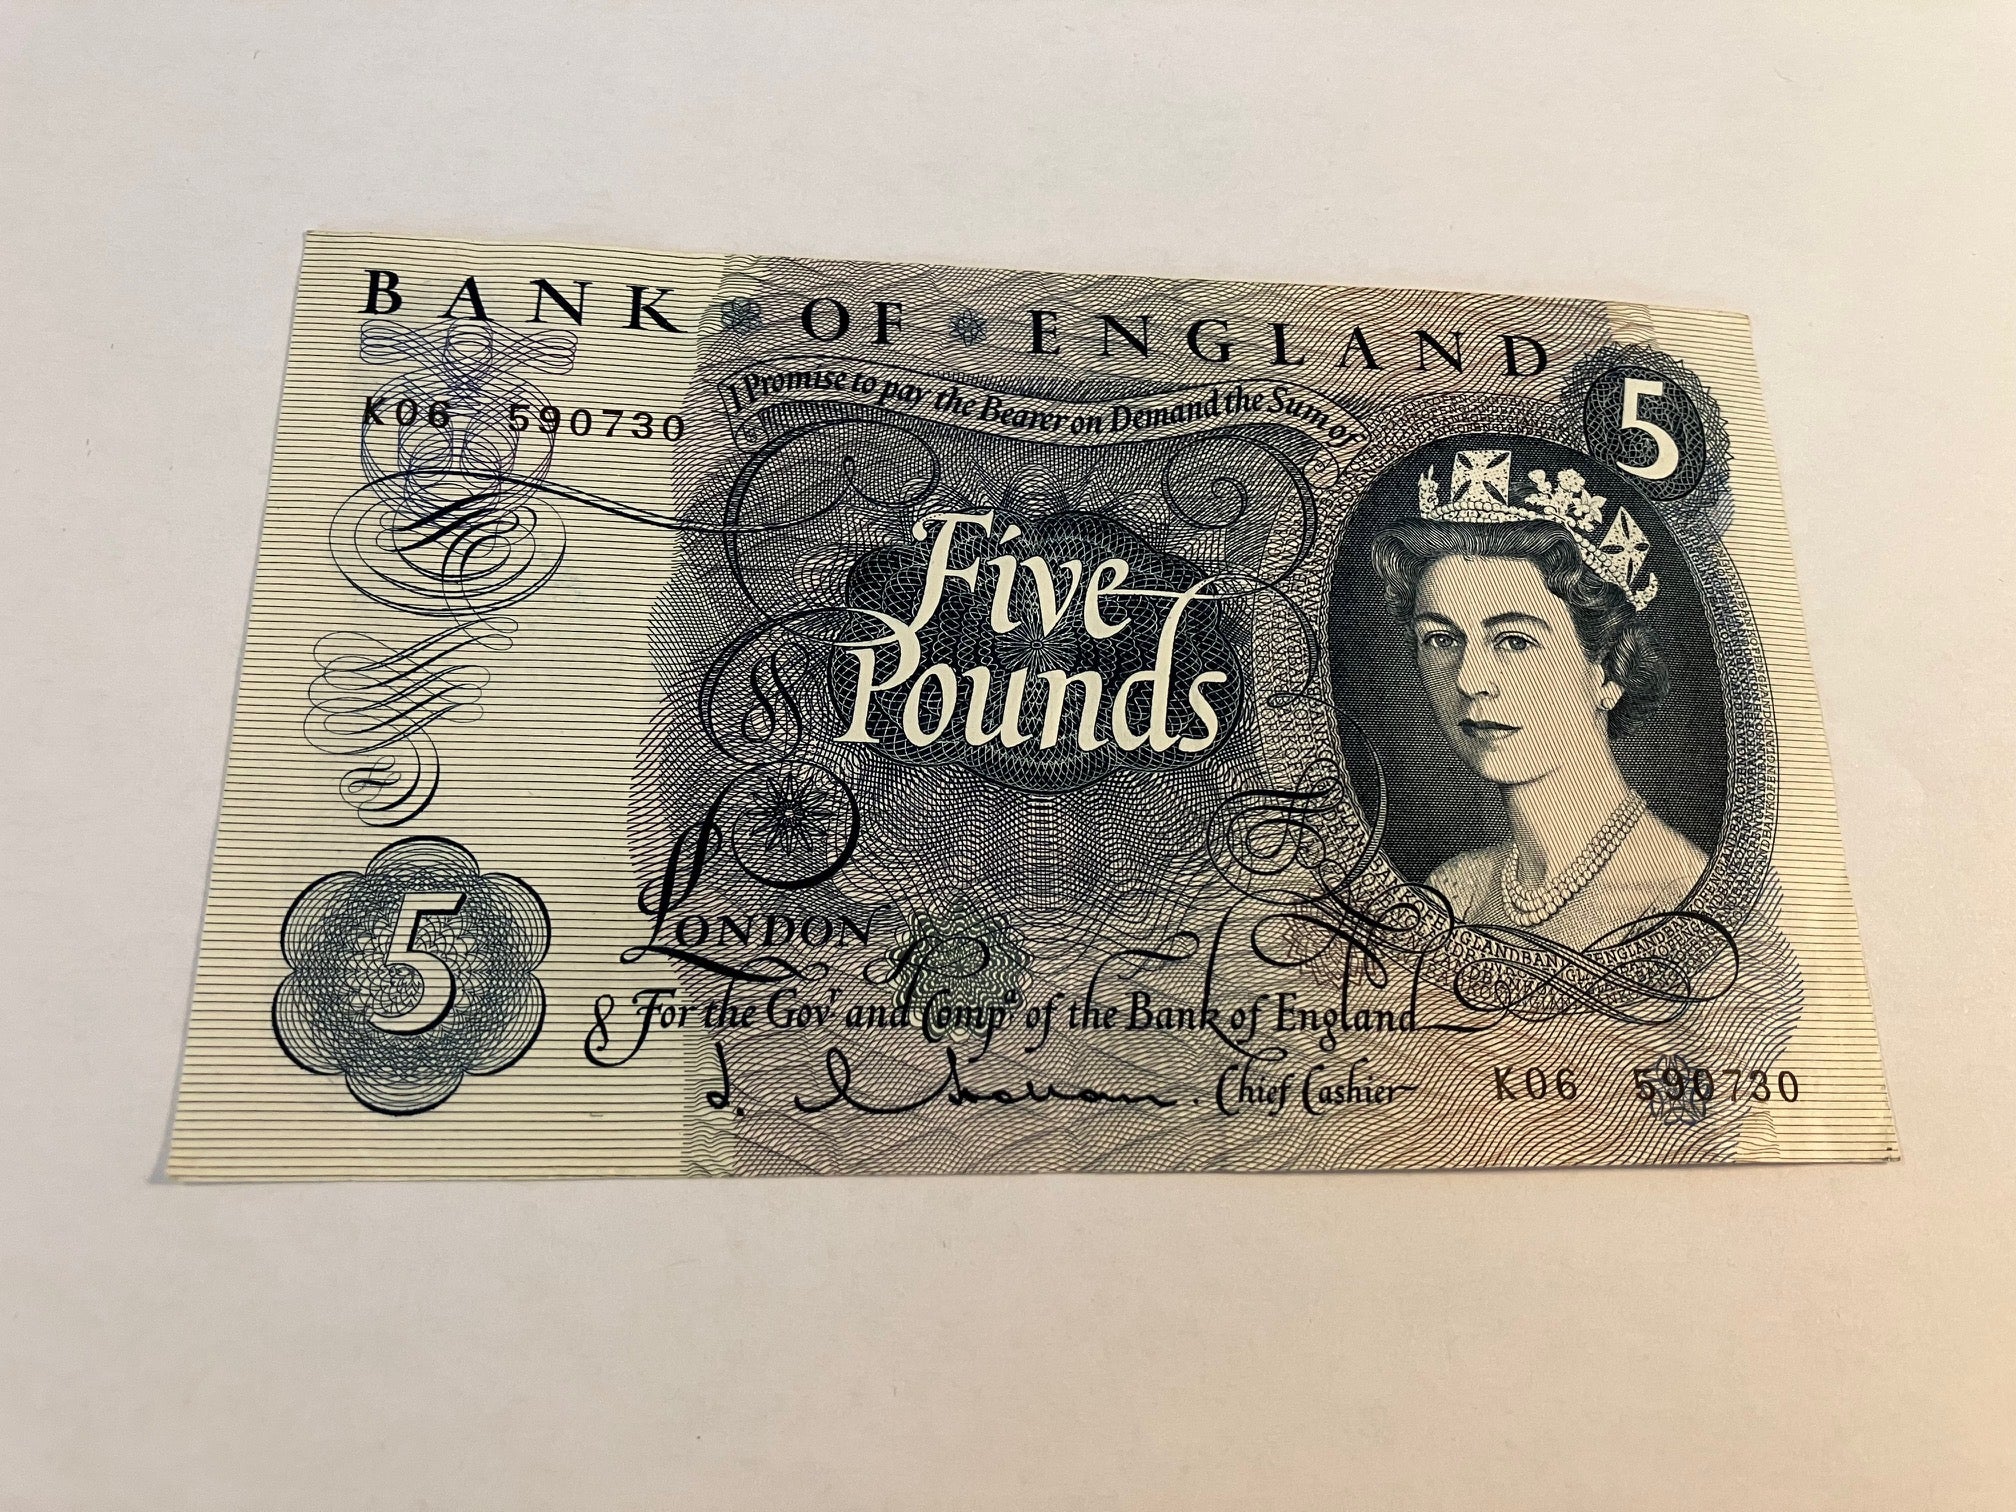 BANK OF ENGLAND
5
I Promise to pay the Bearer on Demand the Sum of
K06 590730
Five
Pounds
LONDON
5
For the Govr and Compa of the Bank of England
Chief Cashier
K06 590730